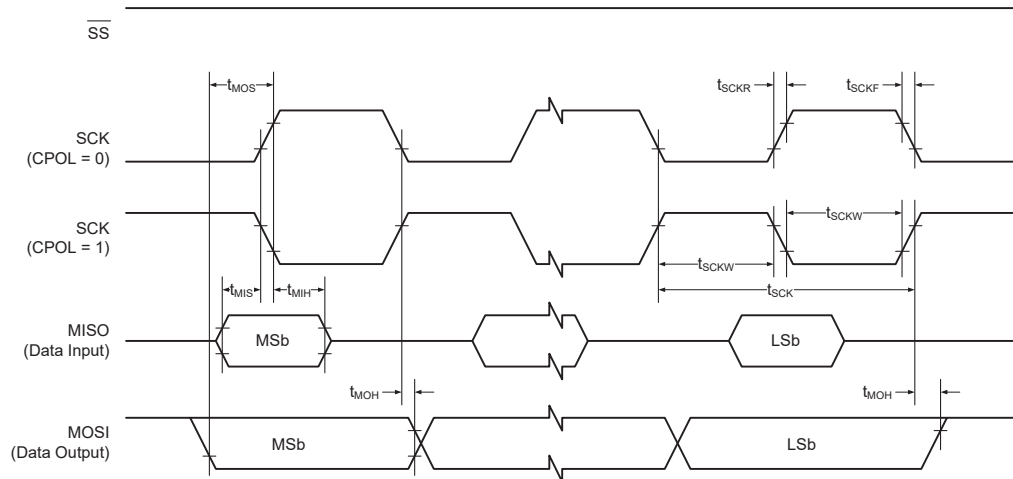 SS
tMOS
tSCKR
tSCKF
SCK
(CPOL = 0)
SCK
(CPOL = 1)
tSCKW
tSCKW
tSCK
tMIS
tMIH
MISO
(Data Input)
MSb
LSb
tMOH
tMOH
MOSI
(Data Output)
MSb
LSb